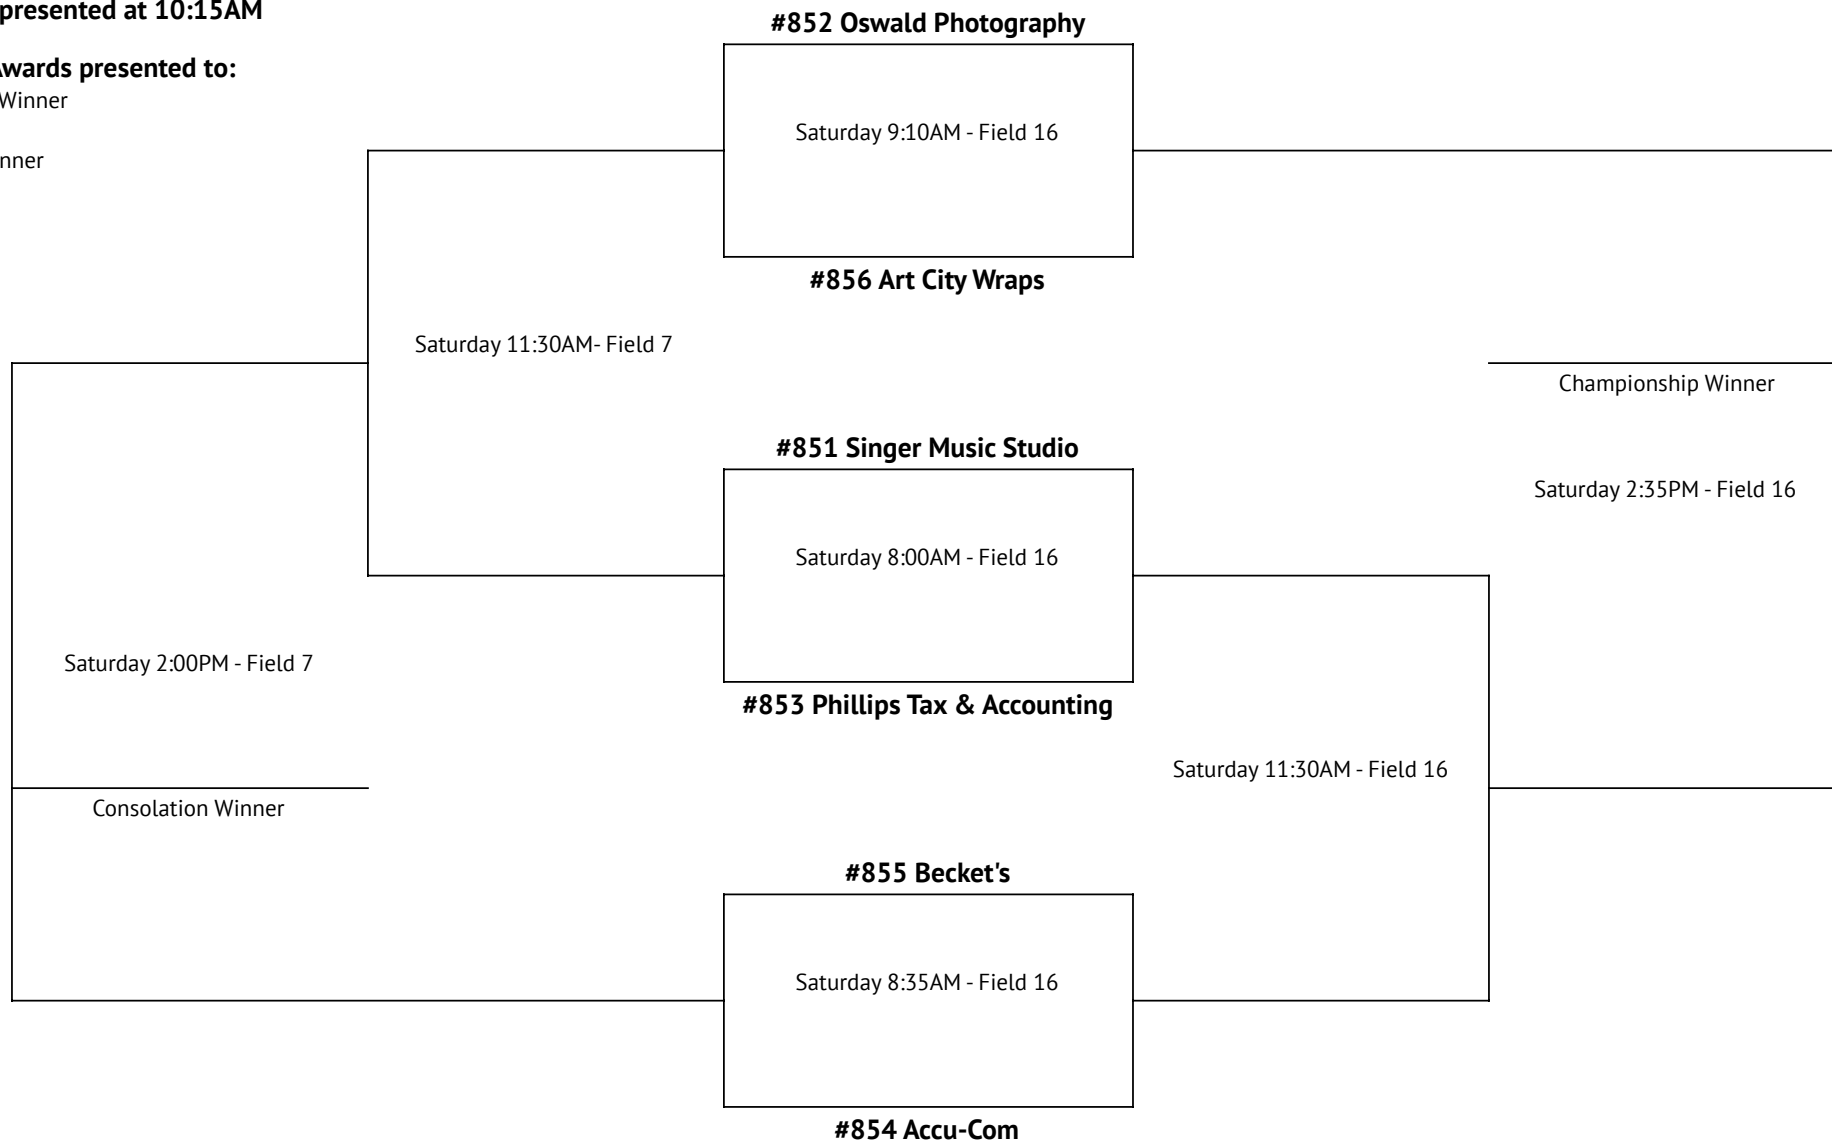 presented at 10:15AM
Awards presented to:
Winner
#852 Oswald Photography
Saturday 9:10AM - Field 16
#856 Art City Wraps
Saturday 11:30AM- Field 7
Championship Winner
#851 Singer Music Studio
Saturday 2:35PM - Field 16
Saturday 8:00AM - Field 16
Saturday 2:00PM - Field 7
#853 Phillips Tax & Accounting
Saturday 11:30AM - Field 16
Consolation Winner
#855 Becket's
Saturday 8:35AM - Field 16
#854 Accu-Com